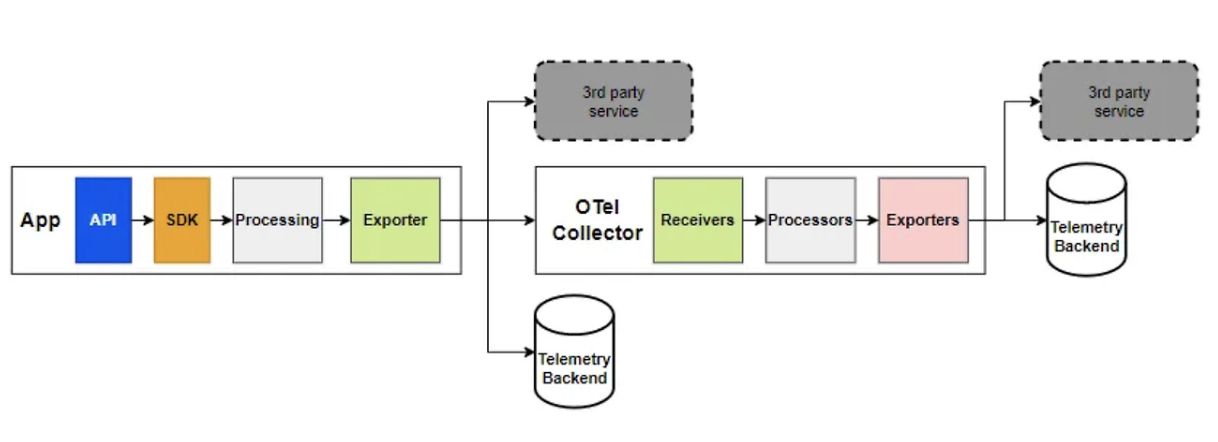 3rd party
service
3rd party
service
App
API
SDK
Processing
Exporter
OTel
Collector
Receivers
Processors
Exporters
Telemetry
Backend
Telemetry
Backend